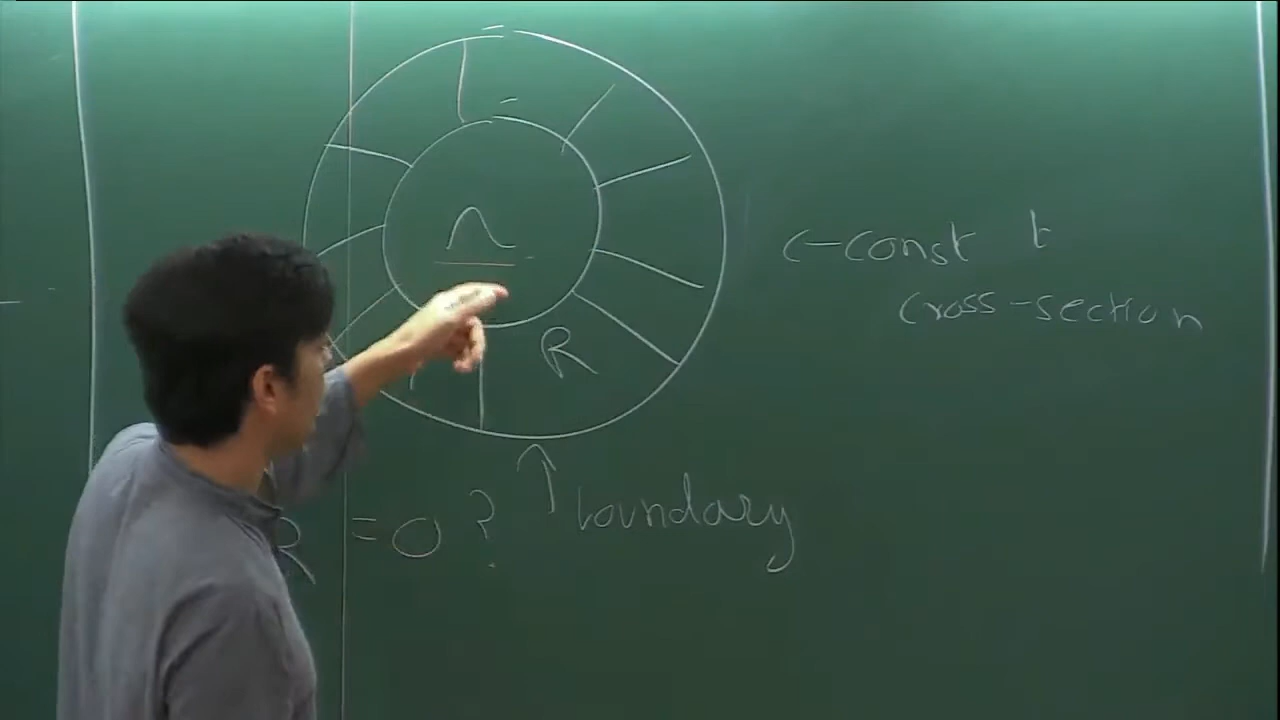 R
←const t
cross-section
R = 0 ?
↑ boundary